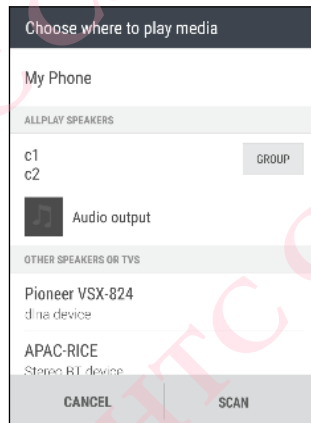 Choose where to play media
My Phone
ALLPLAY SPEAKERS
c1
c2
GROUP
Audio output
OTHER SPEAKERS OR TVS
Pioneer VSX-824
dlna device
APAC-RICE
Stereo BT device
CANCEL
SCAN
HTC C